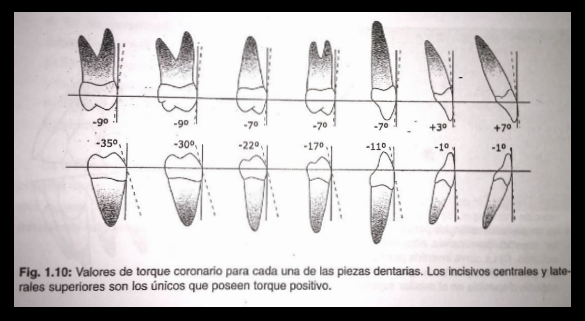 -9º -9º -7º -7º -7º +3º +7º
-35º -30º -22º -17º -11º -1º -1º
Fig. 1.10: Valores de torque coronario para cada una de las piezas dentarias. Los incisivos centrales y late-
rales superiores son los únicos que poseen torque positivo.